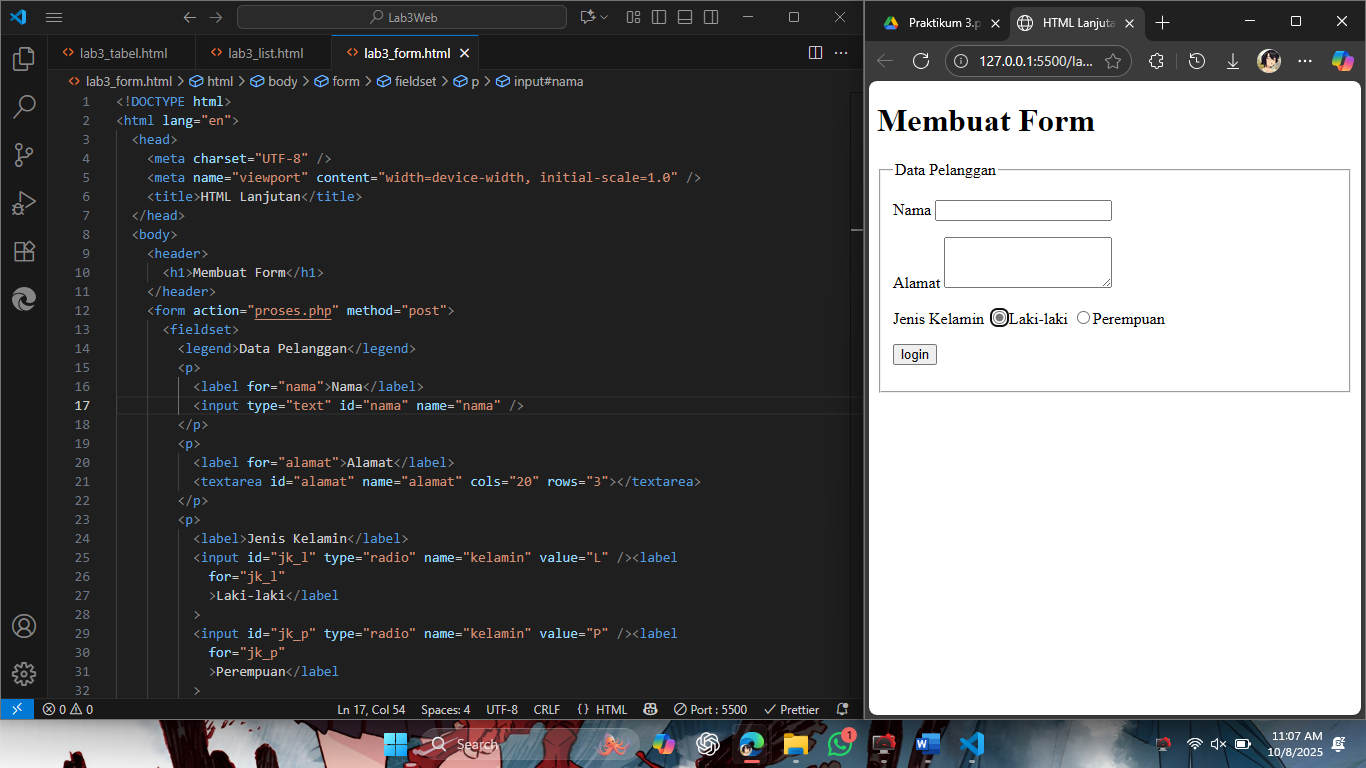 Lab3Web
lab3_tabel.html
lab3_list.html
lab3_form.html
lab3_form.html > html > body > form > fieldset > p > input#nama
1 <!DOCTYPE html>
2 <html lang="en">
3 <head>
4 <meta charset="UTF-8" />
5 <meta name="viewport" content="width=device-width, initial-scale=1.0" />
6 <title>HTML Lanjutan</title>
7 </head>
8 <body>
9 <header>
10 <h1>Membuat Form</h1>
11 </header>
12 <form action="proses.php" method="post">
13 <fieldset>
14 <legend>Data Pelanggan</legend>
15 <p>
16 <label for="nama">Nama</label>
17 <input type="text" id="nama" name="nama" />
18 </p>
19 <p>
20 <label for="alamat">Alamat</label>
21 <textarea id="alamat" name="alamat" cols="20" rows="3"></textarea>
22 </p>
23 <p>
24 <label>Jenis Kelamin</label>
25 <input id="jk_l" type="radio" name="kelamin" value="L" /><label
26 for="jk_l"
27 >Laki-laki</label
28 >
29 <input id="jk_p" type="radio" name="kelamin" value="P" /><label
30 for="jk_p"
31 >Perempuan</label
32 >
0 0
Ln 17, Col 54
Spaces: 4
UTF-8
CRLF
{ } HTML
Port : 5500
Prettier
Praktikum 3.p
HTML Lanjuta
127.0.0.1:5500/la...
Membuat Form
Data Pelanggan
Nama
Alamat
Jenis Kelamin Laki-laki Perempuan
login
Search
1
11:07 AM
10/8/2025